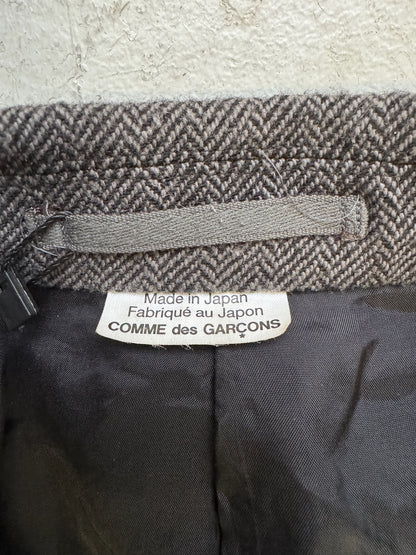 Made in Japan
Fabriqué au Japon
COMME des GARÇONS
*